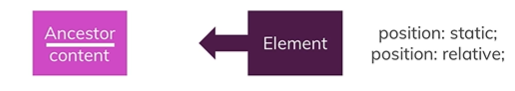 Ancestor
content
Element
position: static;
position: relative;